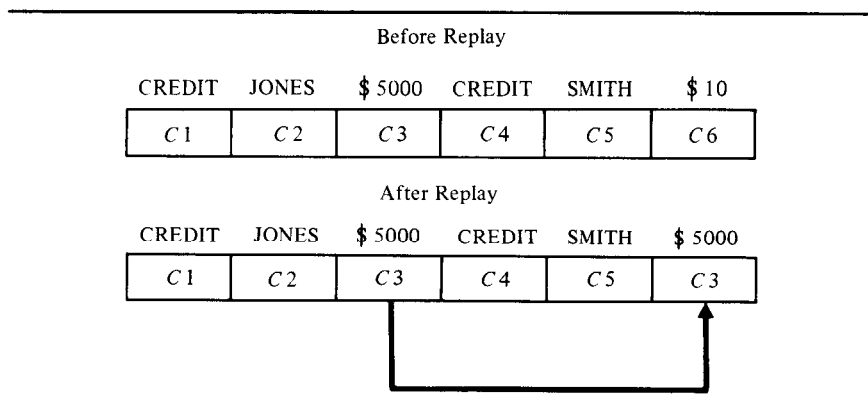 Before Replay
CREDIT JONES $ 5000 CREDIT SMITH $ 10
C1 C2 C3 C4 C5 C6
After Replay
CREDIT JONES $ 5000 CREDIT SMITH $ 5000
C1 C2 C3 C4 C5 C3